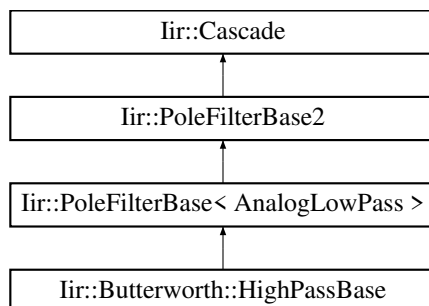 Iir::Cascade
Iir::PoleFilterBase2
Iir::PoleFilterBase< AnalogLowPass >
Iir::Butterworth::HighPassBase